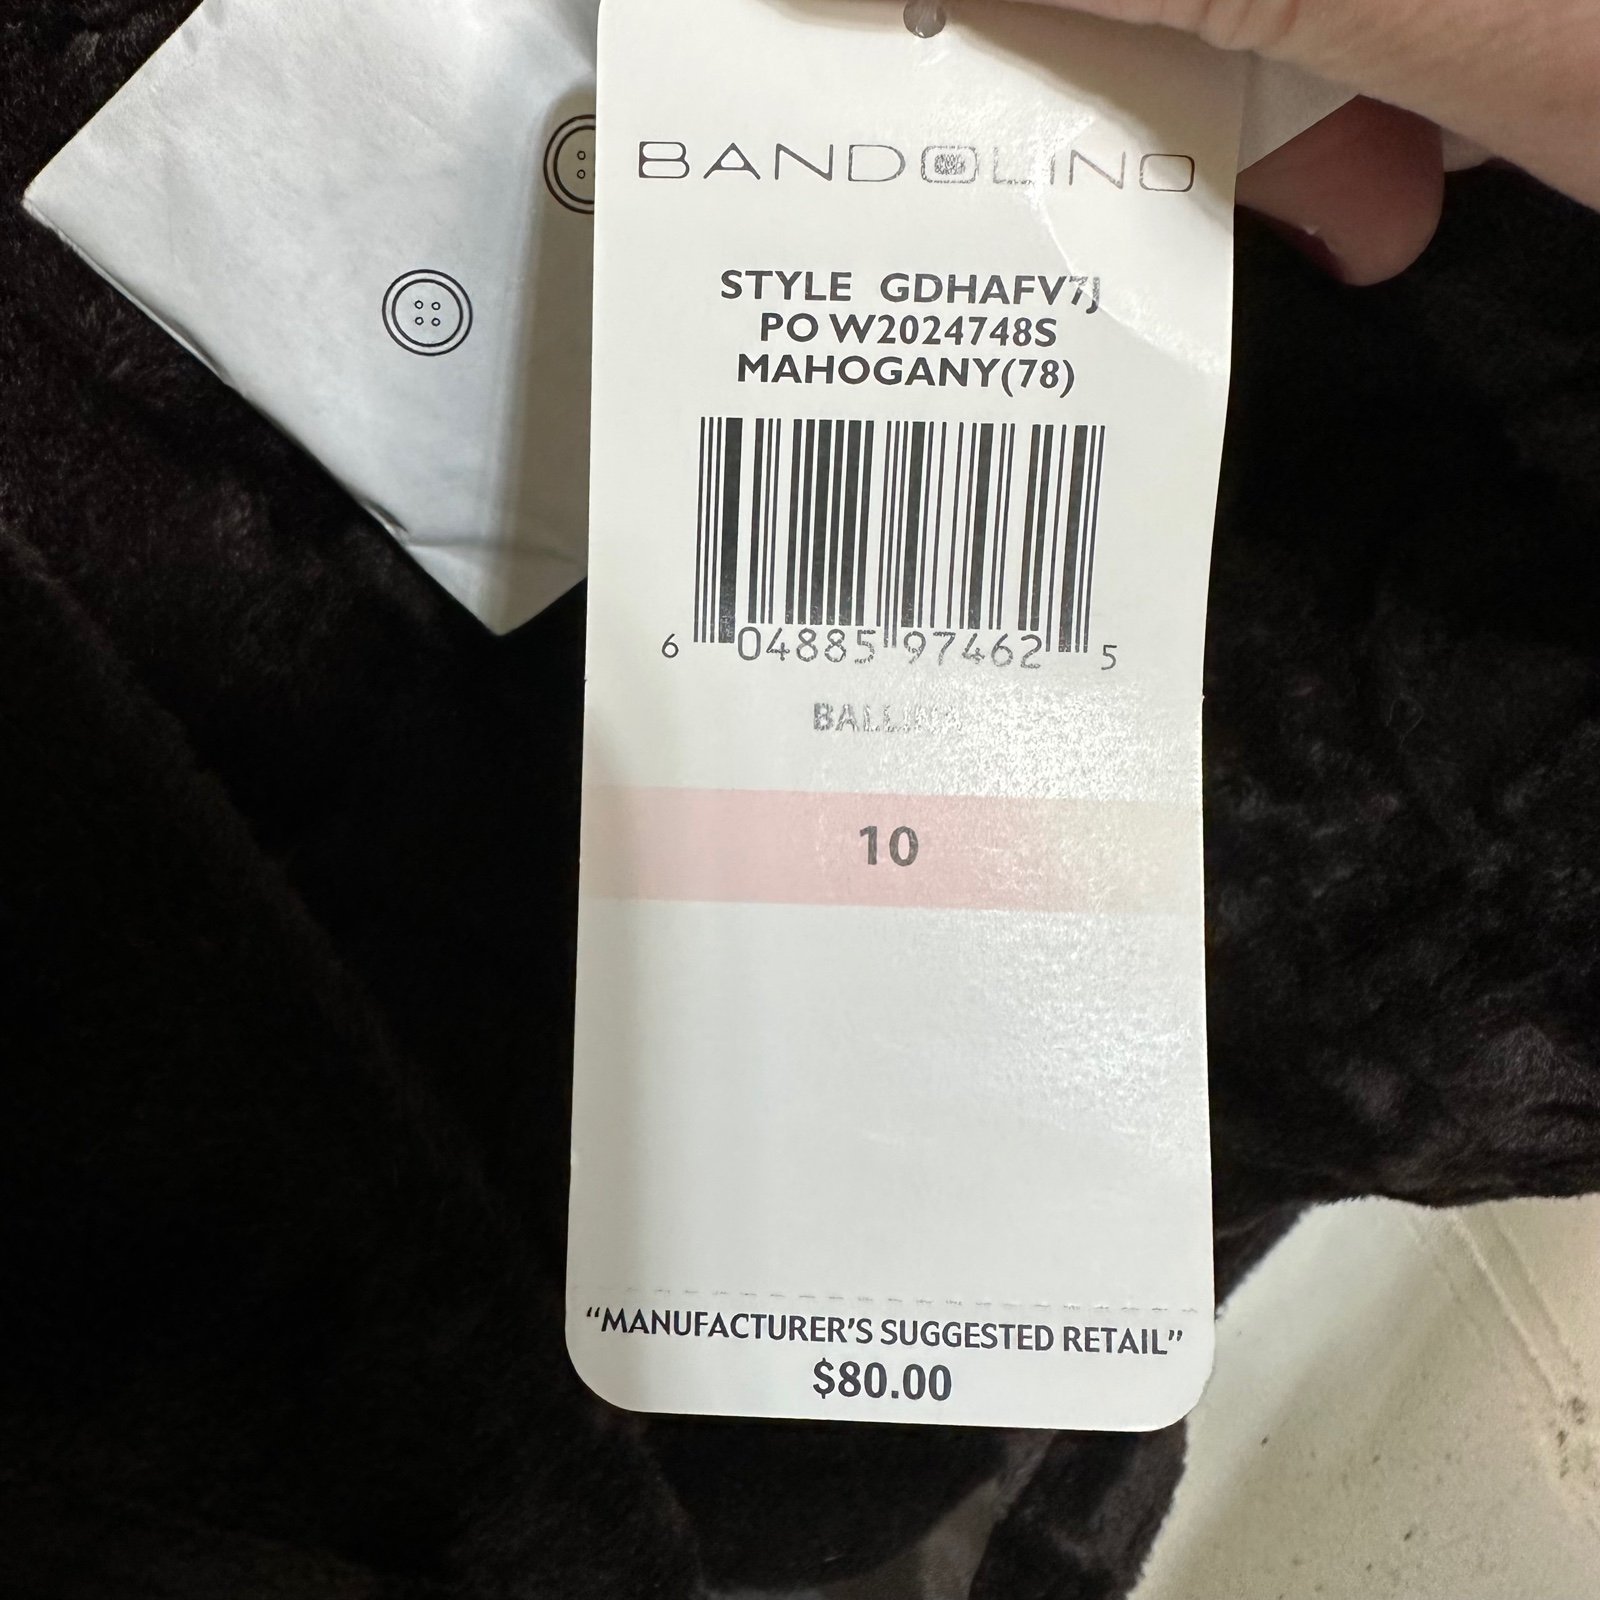 BANDOLINO
STYLE GDHAFV7J
PO W2024748S
MAHOGANY(78)
6 04885 97462 5
10
"MANUFACTURER'S SUGGESTED RETAIL"
$80.00